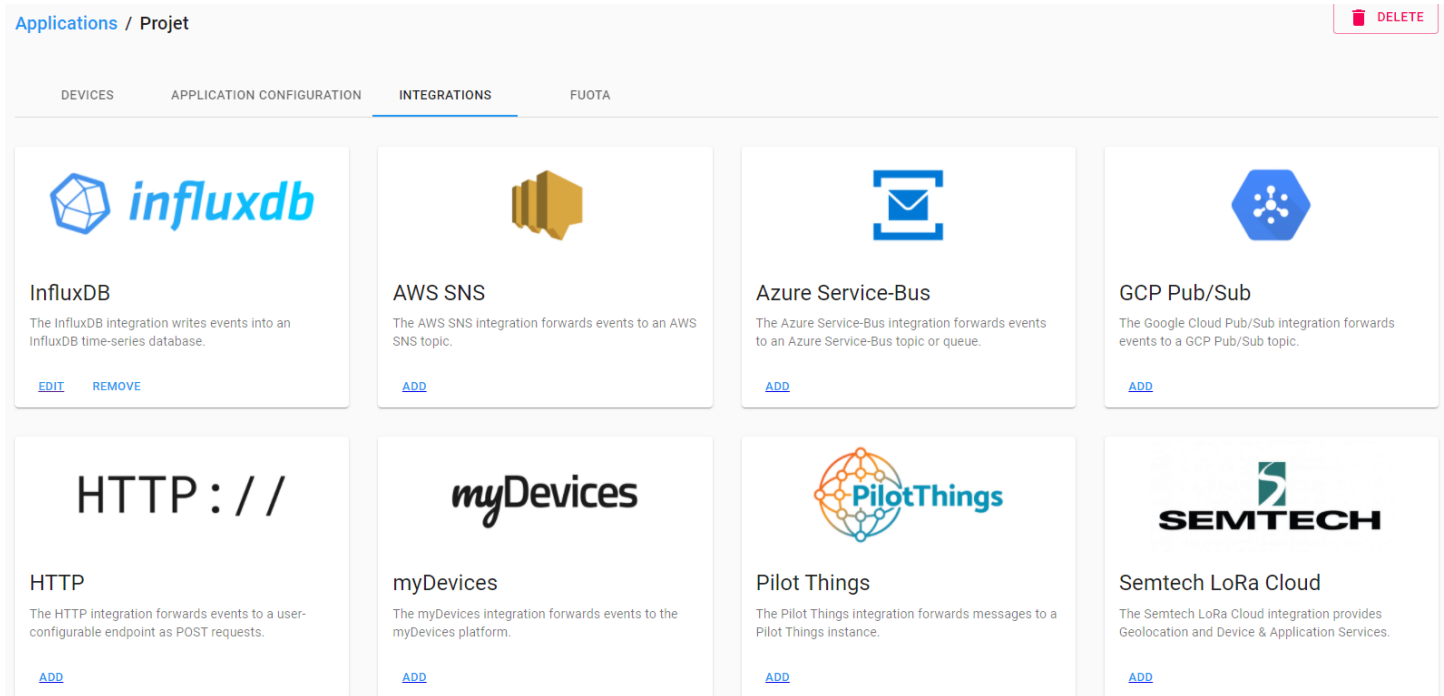 Applications / Projet
DELETE
DEVICES
APPLICATION CONFIGURATION
INTEGRATIONS
FUOTA
influxdb
InfluxDB
The InfluxDB integration writes events into an
InfluxDB time-series database.
EDIT
REMOVE
AWS SNS
The AWS SNS integration forwards events to an AWS
SNS topic.
ADD
Azure Service-Bus
The Azure Service-Bus integration forwards events
to an Azure Service-Bus topic or queue.
ADD
GCP Pub/Sub
The Google Cloud Pub/Sub integration forwards
events to a GCP Pub/Sub topic.
ADD
HTTP://
HTTP
The HTTP integration forwards events to a user-
configurable endpoint as POST requests.
ADD
myDevices
myDevices
The myDevices integration forwards events to the
myDevices platform.
ADD
PilotThings
Pilot Things
The Pilot Things integration forwards messages to a
Pilot Things instance.
ADD
SEMTECH
Semtech LoRa Cloud
The Semtech LoRa Cloud integration provides
Geolocation and Device & Application Services.
ADD